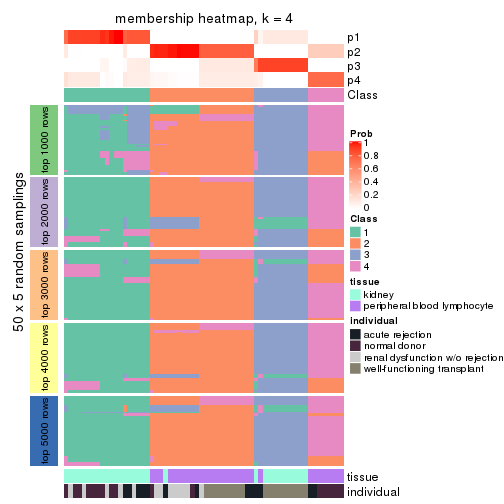 membership heatmap, k = 4
p1
p2
p3
p4
Class
50 x 5 random samplings
top 1000 rows
top 2000 rows
top 3000 rows
top 4000 rows
top 5000 rows
tissue
individual
Prob
1
0.8
0.6
0.4
0.2
0
Class
1
2
3
4
tissue
kidney
peripheral blood lymphocyte
individual
acute rejection
normal donor
renal dysfunction w/o rejection
well-functioning transplant